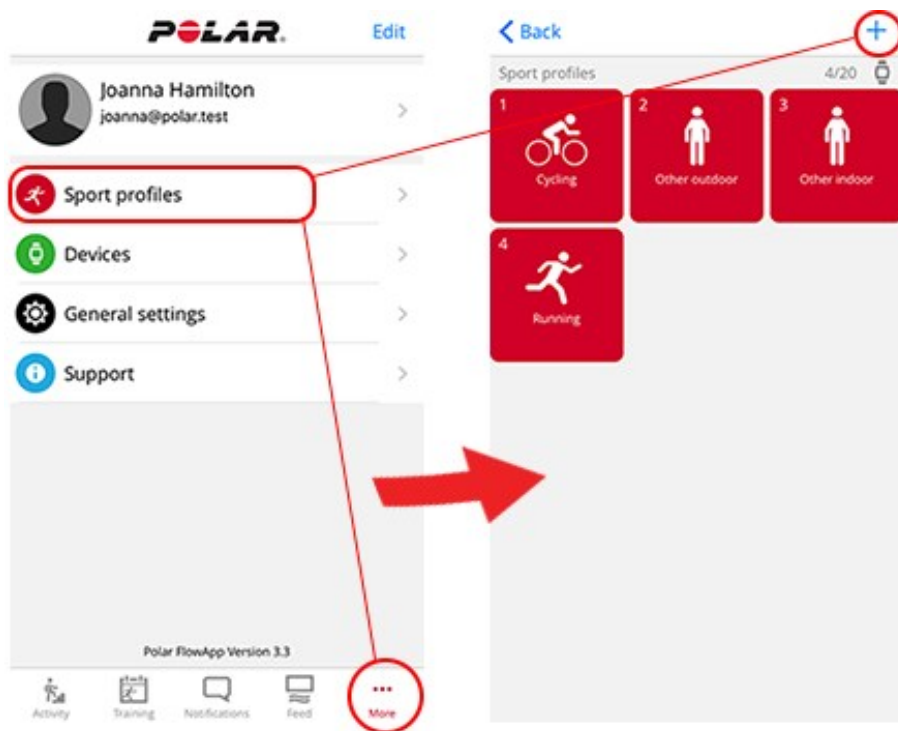 POLAR.
Edit
Joanna Hamilton
joanna@polar.test
Sport profiles
Devices
General settings
Support
Polar FlowApp Version 3.3
Activity
Training
Notifications
Feed
More
Back
+
Sport profiles
4/20
1
Cycling
2
Other outdoor
3
Other indoor
4
Running